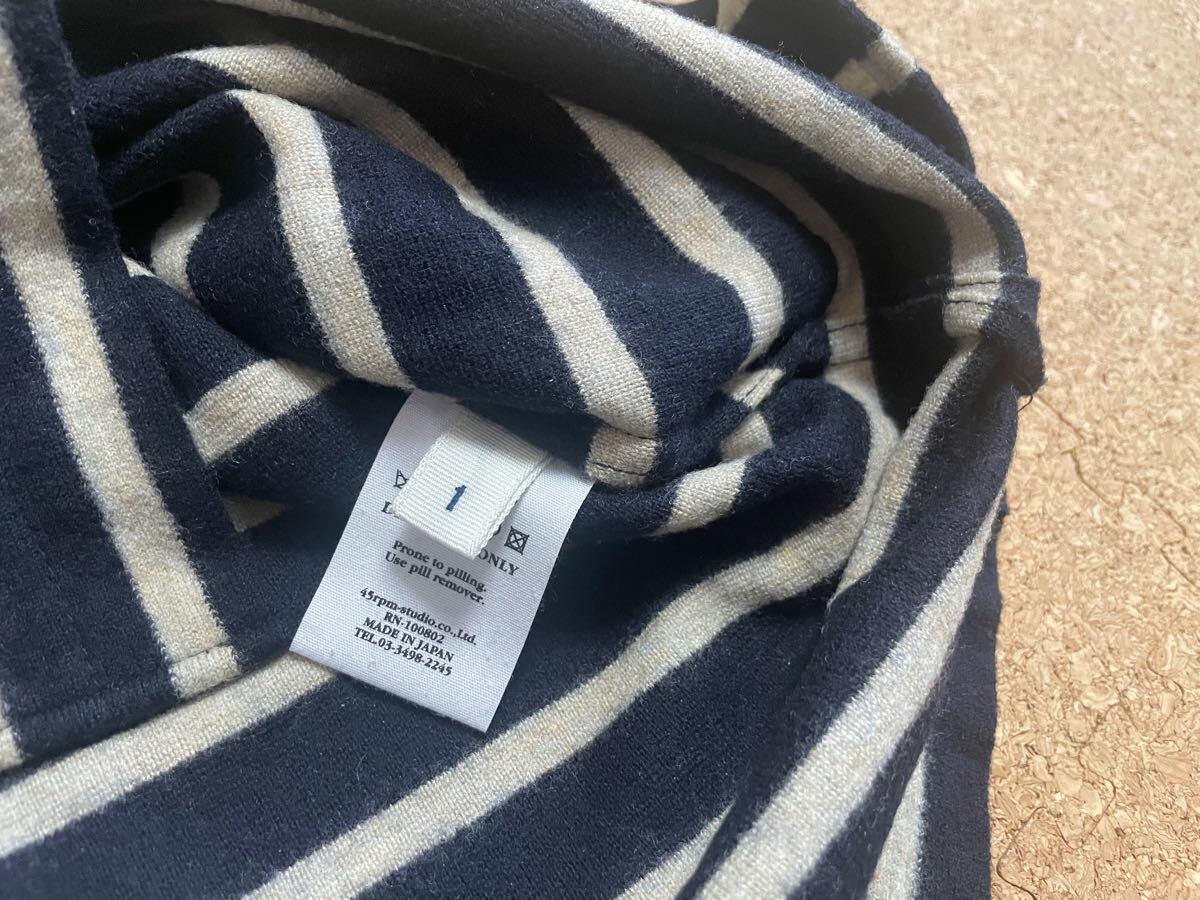 1
ONLY
Prone to pilling.
Use pill remover.
45rpm-studio.co.,Ltd.
RN-100802
MADE IN JAPAN
TEL.03-3498-2245